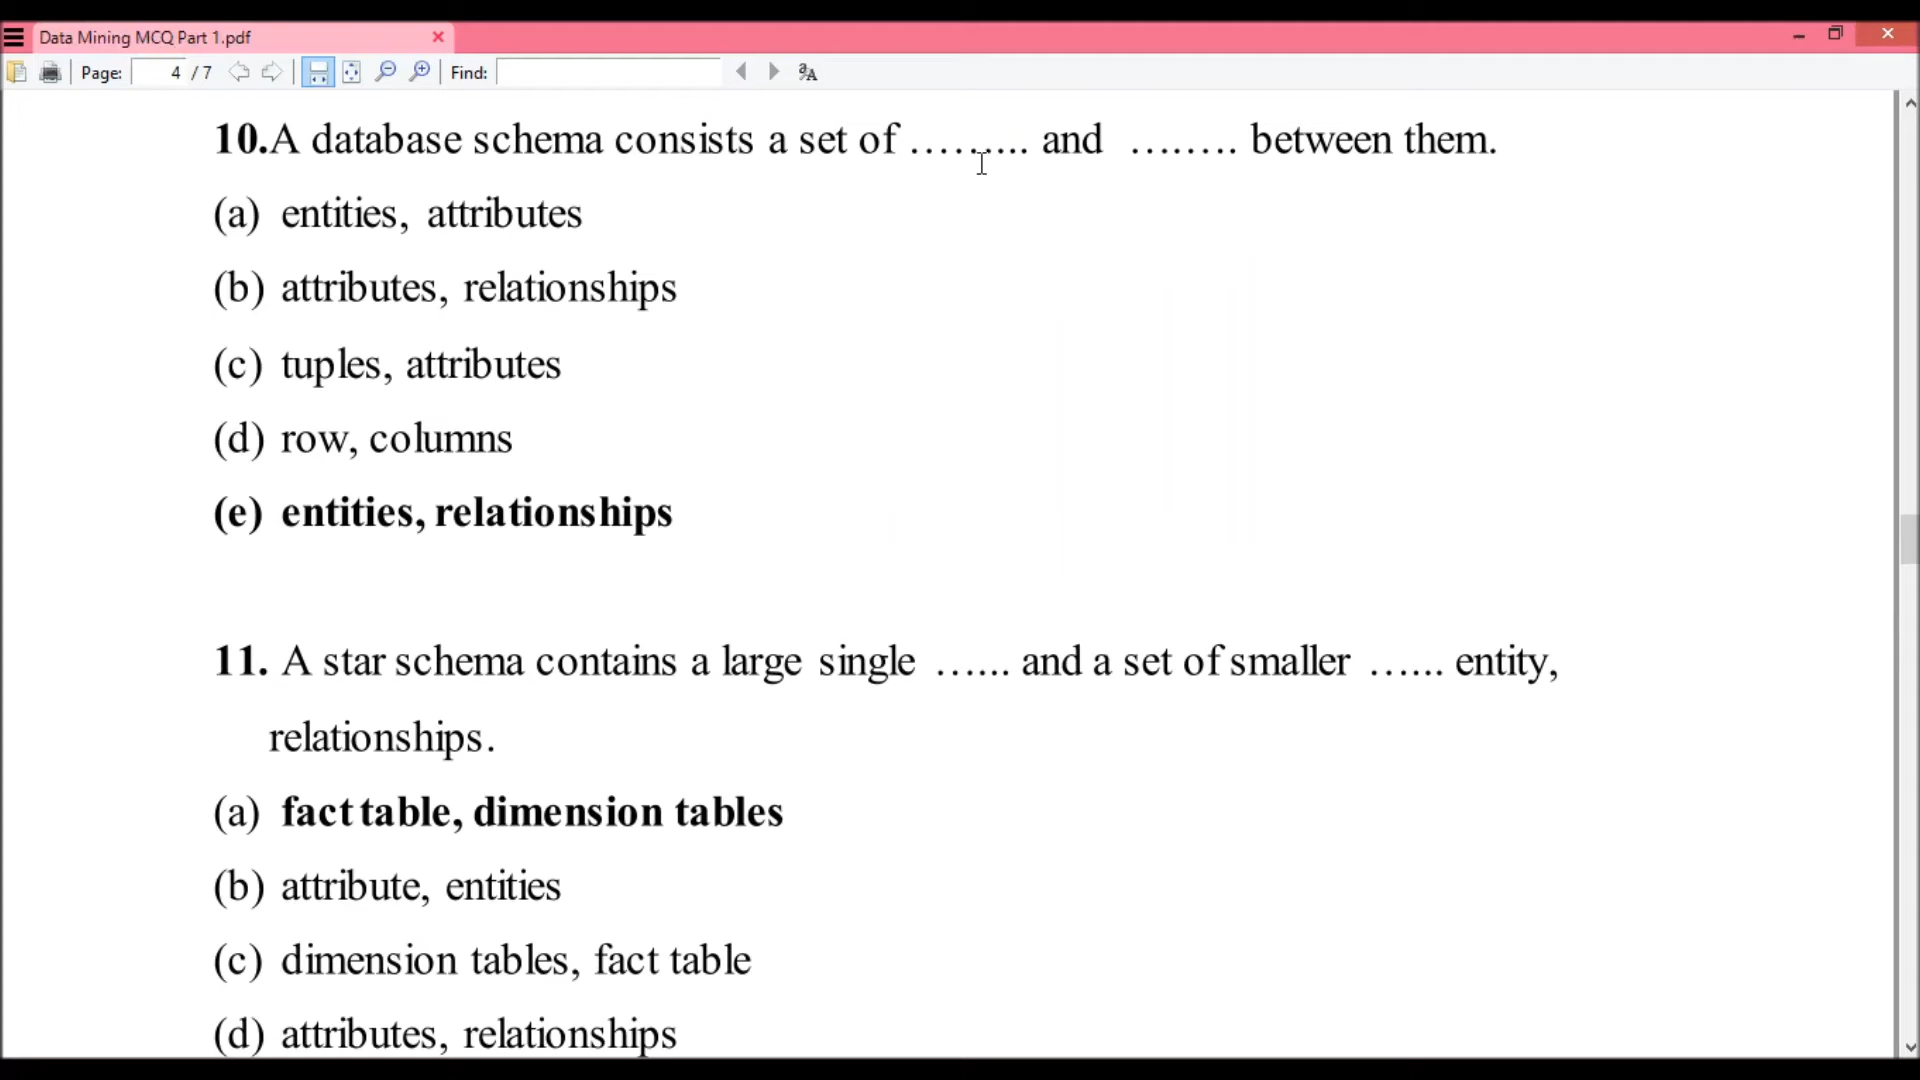 Data Mining MCQ Part 1.pdf
Page: 4 / 7 Find:
10.A database schema consists a set of ......... and ........ between them.
(a) entities, attributes
(b) attributes, relationships
(c) tuples, attributes
(d) row, columns
(e) entities, relationships
11. A star schema contains a large single ...... and a set of smaller ...... entity,
relationships.
(a) fact table, dimension tables
(b) attribute, entities
(c) dimension tables, fact table
(d) attributes, relationships